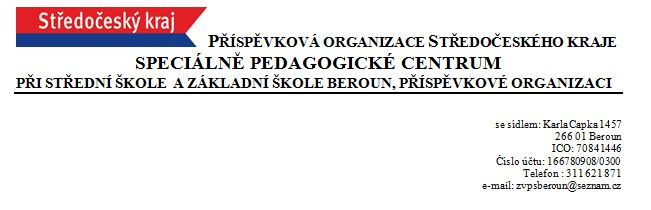 Středočeský kraj
PŘÍSPĚVKOVÁ ORGANIZACE STŘEDOČESKÉHO KRAJE
SPECIÁLNĚ PEDAGOGICKÉ CENTRUM
PŘI STŘEDNÍ ŠKOLE A ZÁKLADNÍ ŠKOLE BEROUN, PŘÍSPĚVKOVÉ ORGANIZACI
se sídlem: Karla Čapka 1457
266 01 Beroun
ICO: 70841446
Číslo účtu: 166780908/0300
Telefon : 311 621 871
e-mail: zvpsberoun@seznam.cz